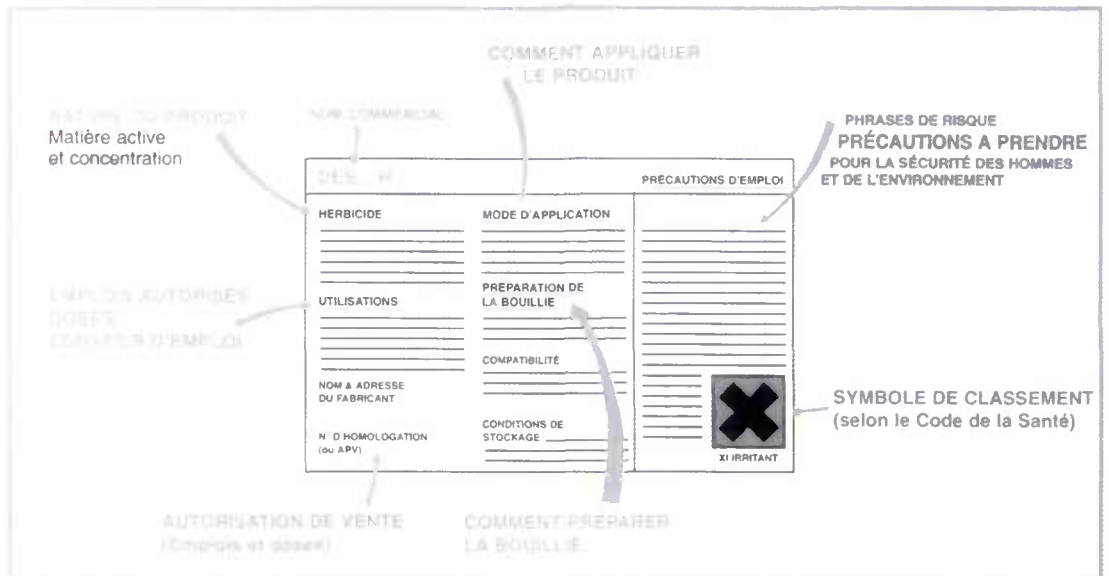 COMMENT APPLIQUER
LE PRODUIT
NATURE DU PRODUIT
Matière active
et concentration
NOM COMMERCIAL
PHRASES DE RISQUE
PRÉCAUTIONS A PRENDRE
POUR LA SÉCURITÉ DES HOMMES
ET DE L'ENVIRONNEMENT
PRÉCAUTIONS D'EMPLOI
HERBICIDE
MODE D'APPLICATION
EMPLOIS AUTORISÉS
DOSES
CONSEILS D'EMPLOI
UTILISATIONS
PREPARATION DE
LA BOUILLIE
COMPATIBILITÉ
NOM & ADRESSE
DU FABRICANT
CONDITIONS DE
STOCKAGE
N° D'HOMOLOGATION
(ou APV)
XI IRRITANT
SYMBOLE DE CLASSEMENT
(selon le Code de la Santé)
AUTORISATION DE VENTE
(Emplois et doses)
COMMENT PREPARER
LA BOUILLIE